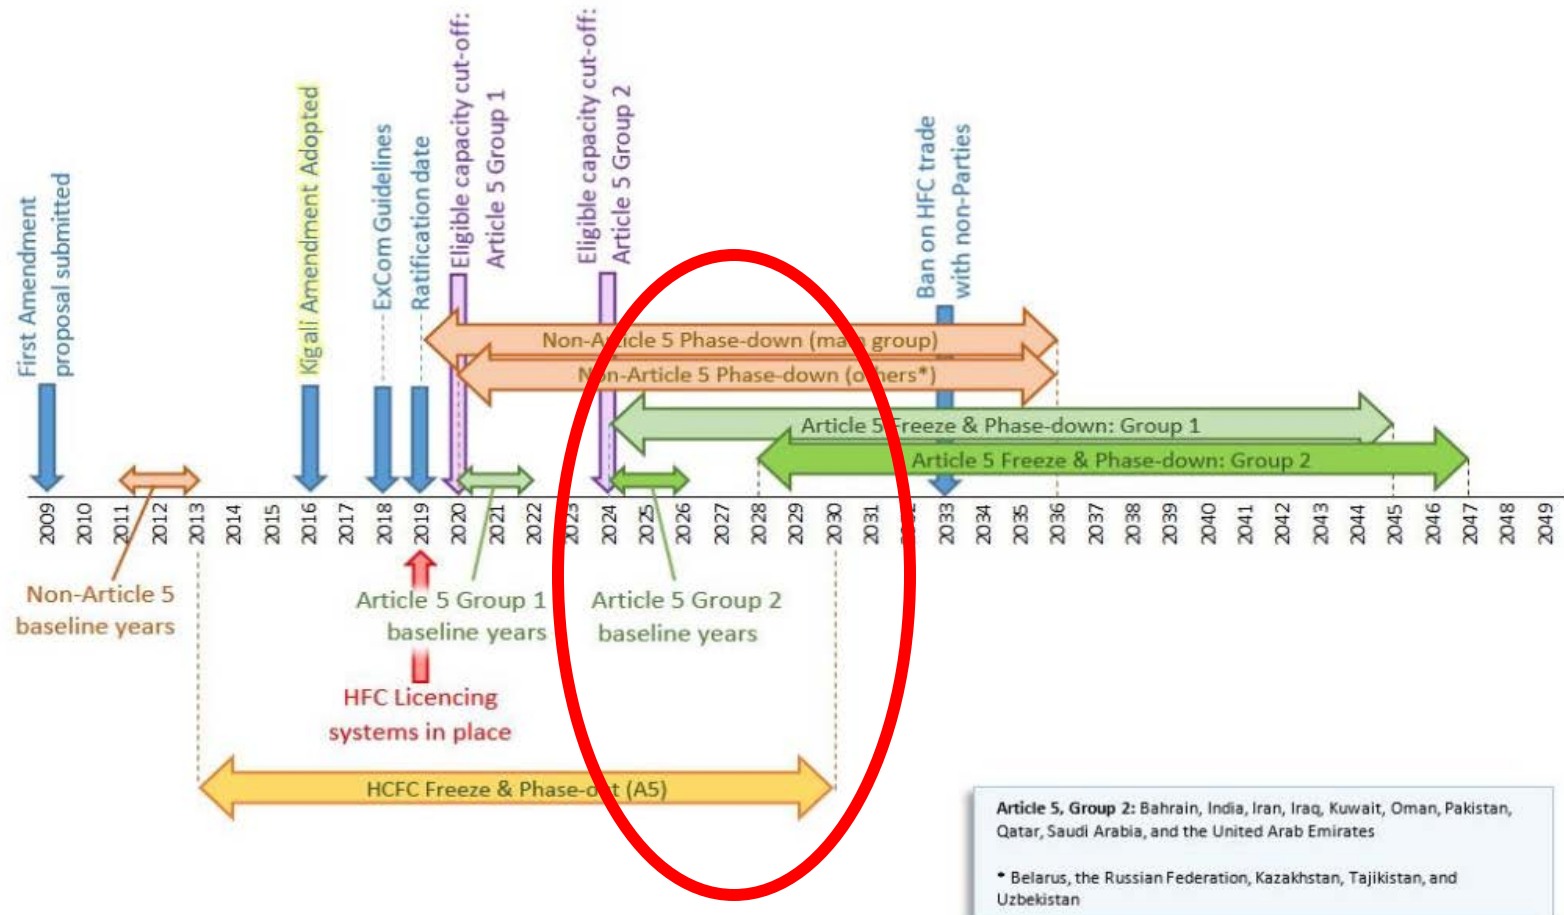 First Amendment
proposal submitted
Kigali Amendment Adopted
ExCom Guidelines
Ratification date
Eligible capacity cut-off:
Article 5 Group 1
Eligible capacity cut-off:
Article 5 Group 2
Ban on HFC trade
with non-Parties
Non-Article 5 Phase-down (main group)
Non-Article 5 Phase-down (others*)
Article 5 Freeze & Phase-down: Group 1
Article 5 Freeze & Phase-down: Group 2
2009 2010 2011 2012 2013 2014 2015 2016 2017 2018 2019 2020 2021 2022 2023 2024 2025 2026 2027 2028 2029 2030 2031 2032 2033 2034 2035 2036 2037 2038 2039 2040 2041 2042 2043 2044 2045 2046 2047 2048 2049
Non-Article 5
baseline years
Article 5 Group 1
baseline years
Article 5 Group 2
baseline years
HFC Licencing
systems in place
HCFC Freeze & Phase-out (A5)
Article 5, Group 2: Bahrain, India, Iran, Iraq, Kuwait, Oman, Pakistan,
Qatar, Saudi Arabia, and the United Arab Emirates
* Belarus, the Russian Federation, Kazakhstan, Tajikistan, and
Uzbekistan